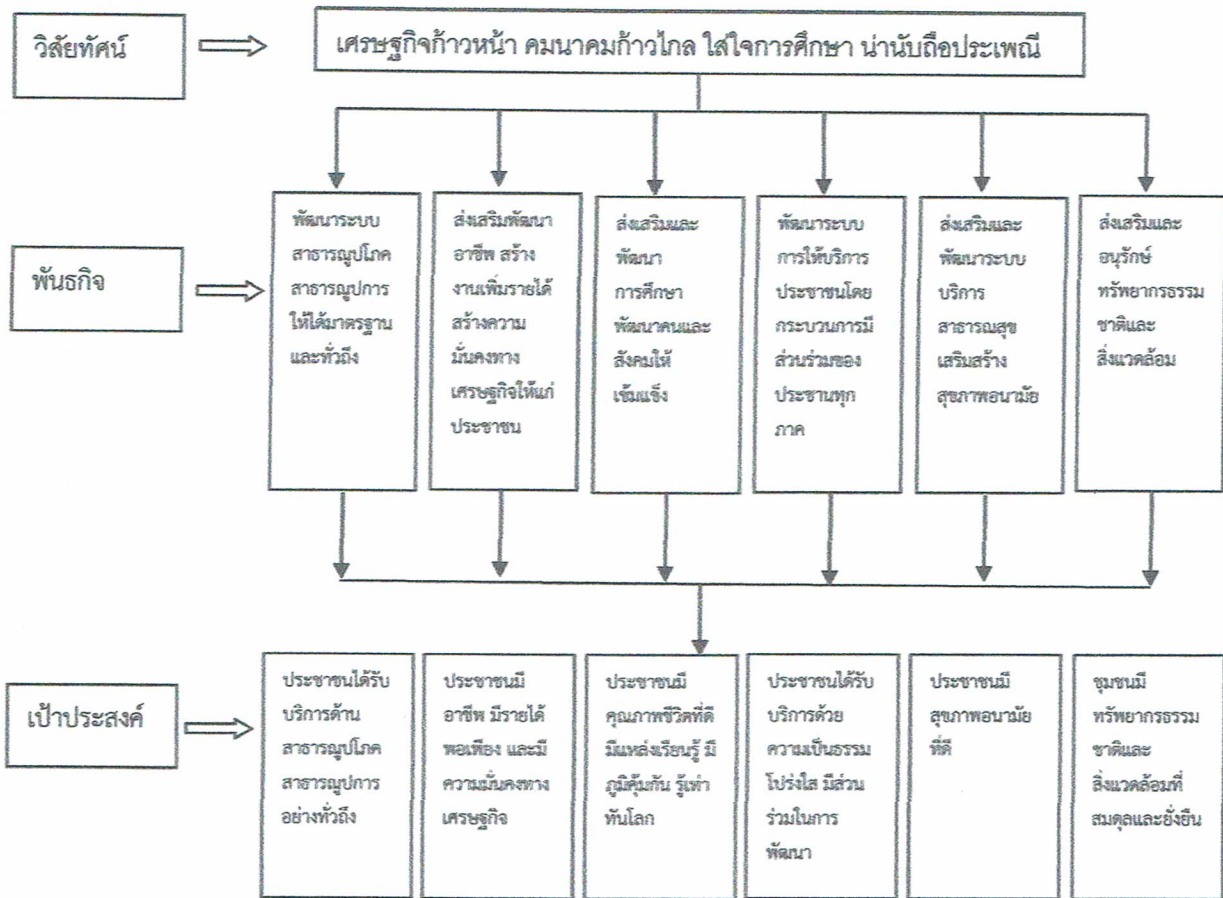 วิสัยทัศน์
เศรษฐกิจก้าวหน้า คมนาคมก้าวไกล ใส่ใจการศึกษา น่านับถือประเพณี
พันธกิจ
พัฒนาระบบ
สาธารณูปโภค
สาธารณูปการ
ให้ได้มาตรฐาน
และทั่วถึง
ส่งเสริมพัฒนา
อาชีพ สร้าง
งานเพิ่มรายได้
สร้างความ
มั่นคงทาง
เศรษฐกิจให้แก่
ประชาชน
ส่งเสริมและ
พัฒนา
การศึกษา
พัฒนาคนและ
สังคมให้
เข้มแข็ง
พัฒนาระบบ
การให้บริการ
ประชาชนโดย
กระบวนการมี
ส่วนร่วมของ
ประชานทุก
ภาค
ส่งเสริมและ
พัฒนาระบบ
บริการ
สาธารณสุข
เสริมสร้าง
สุขภาพอนามัย
ส่งเสริมและ
อนุรักษ์
ทรัพยากรธรรม
ชาติและ
สิ่งแวดล้อม
เป้าประสงค์
ประชาชนได้รับ
บริการด้าน
สาธารณูปโภค
สาธารณูปการ
อย่างทั่วถึง
ประชาชนมี
อาชีพ มีรายได้
พอเพียง และมี
ความมั่นคงทาง
เศรษฐกิจ
ประชาชนมี
คุณภาพชีวิตที่ดี
มีแหล่งเรียนรู้ มี
ภูมิคุ้มกัน รู้เท่า
ทันโลก
ประชาชนได้รับ
บริการด้วย
ความเป็นธรรม
โปร่งใส มีส่วน
ร่วมในการ
พัฒนา
ประชาชนมี
สุขภาพอนามัย
ที่ดี
ชุมชนมี
ทรัพยากรธรรม
ชาติและ
สิ่งแวดล้อมที่
สมดุลและยั่งยืน